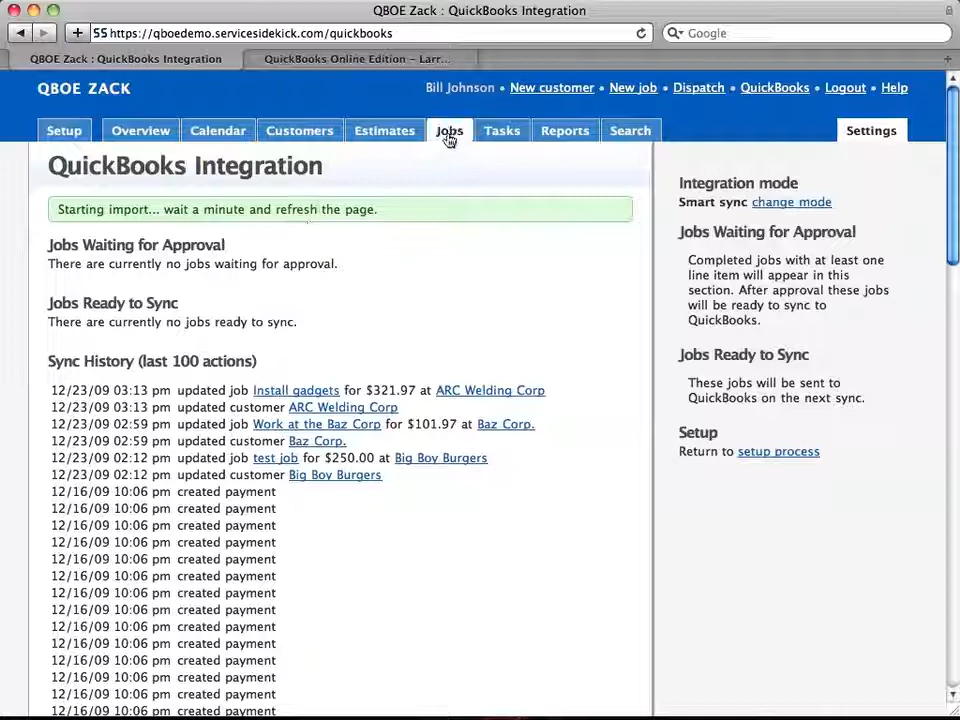 QBOE Zack : QuickBooks Integration
https://qboedemo.servicesidekick.com/quickbooks
Google
QBOE Zack : QuickBooks Integration
QuickBooks Online Edition – Larr...
QBOE ZACK
Bill Johnson • New customer • New job • Dispatch • QuickBooks • Logout • Help
Setup Overview Calendar Customers Estimates Jobs Tasks Reports Search Settings
QuickBooks Integration
Starting import... wait a minute and refresh the page.
Jobs Waiting for Approval
There are currently no jobs waiting for approval.
Jobs Ready to Sync
There are currently no jobs ready to sync.
Sync History (last 100 actions)
12/23/09 03:13 pm updated job Install gadgets for $321.97 at ARC Welding Corp
12/23/09 03:13 pm updated customer ARC Welding Corp
12/23/09 02:59 pm updated job Work at the Baz Corp for $101.97 at Baz Corp.
12/23/09 02:59 pm updated customer Baz Corp.
12/23/09 02:12 pm updated job test job for $250.00 at Big Boy Burgers
12/23/09 02:12 pm updated customer Big Boy Burgers
12/16/09 10:06 pm created payment
12/16/09 10:06 pm created payment
12/16/09 10:06 pm created payment
12/16/09 10:06 pm created payment
12/16/09 10:06 pm created payment
12/16/09 10:06 pm created payment
12/16/09 10:06 pm created payment
12/16/09 10:06 pm created payment
12/16/09 10:06 pm created payment
12/16/09 10:06 pm created payment
12/16/09 10:06 pm created payment
12/16/09 10:06 pm created payment
12/16/09 10:06 pm created payment
12/16/09 10:06 pm created payment
Integration mode
Smart sync change mode
Jobs Waiting for Approval
Completed jobs with at least one
line item will appear in this
section. After approval these jobs
will be ready to sync to
QuickBooks.
Jobs Ready to Sync
These jobs will be sent to
QuickBooks on the next sync.
Setup
Return to setup process